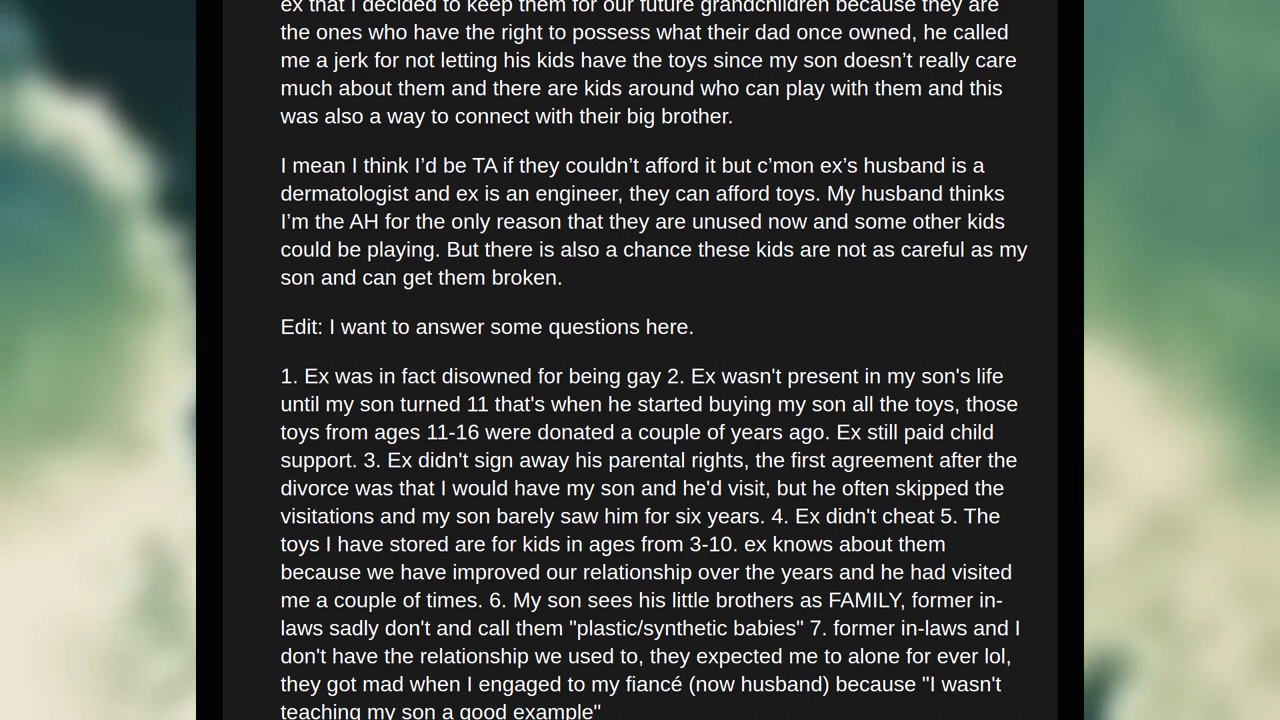 ex that I decided to keep them for our future grandchildren because they are
the ones who have the right to possess what their dad once owned, he called
me a jerk for not letting his kids have the toys since my son doesn’t really care
much about them and there are kids around who can play with them and this
was also a way to connect with their big brother.
I mean I think I’d be TA if they couldn’t afford it but c’mon ex’s husband is a
dermatologist and ex is an engineer, they can afford toys. My husband thinks
I’m the AH for the only reason that they are unused now and some other kids
could be playing. But there is also a chance these kids are not as careful as my
son and can get them broken.
Edit: I want to answer some questions here.
1. Ex was in fact disowned for being gay 2. Ex wasn't present in my son's life
until my son turned 11 that's when he started buying my son all the toys, those
toys from ages 11-16 were donated a couple of years ago. Ex still paid child
support. 3. Ex didn't sign away his parental rights, the first agreement after the
divorce was that I would have my son and he'd visit, but he often skipped the
visitations and my son barely saw him for six years. 4. Ex didn't cheat 5. The
toys I have stored are for kids in ages from 3-10. ex knows about them
because we have improved our relationship over the years and he had visited
me a couple of times. 6. My son sees his little brothers as FAMILY, former in-
laws sadly don't and call them "plastic/synthetic babies" 7. former in-laws and I
don't have the relationship we used to, they expected me to alone for ever lol,
they got mad when I engaged to my fiancé (now husband) because "I wasn't
teaching my son a good example"